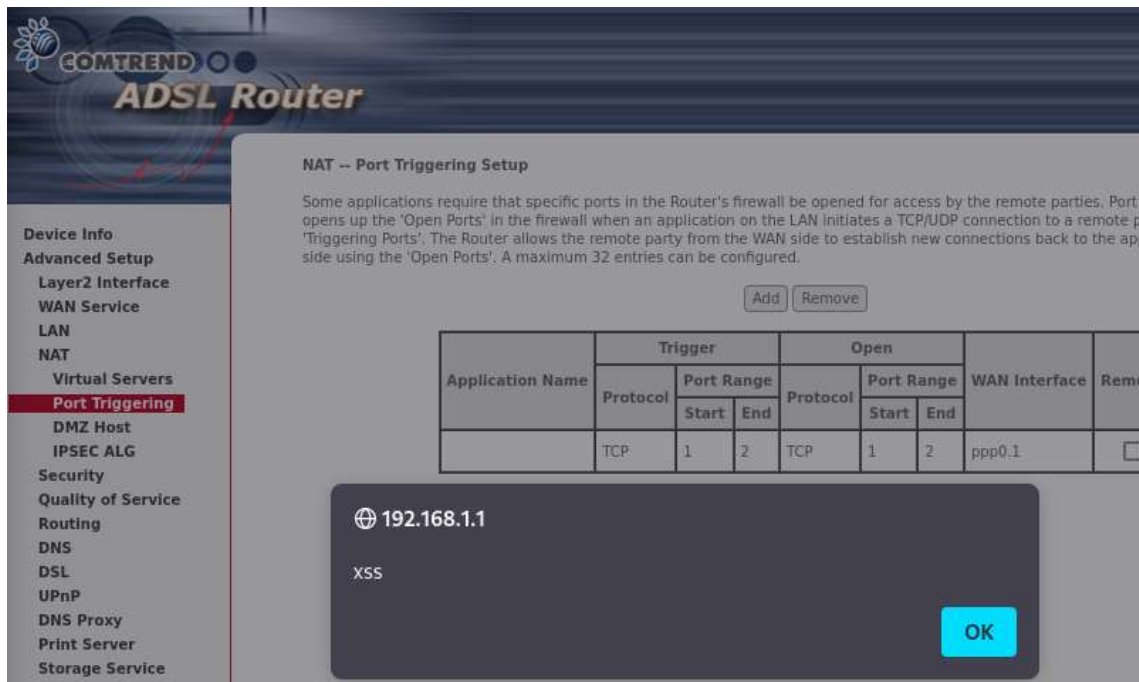 COMTREND
ADSL Router
NAT -- Port Triggering Setup
Some applications require that specific ports in the Router's firewall be opened for access by the remote parties. Port
opens up the 'Open Ports' in the firewall when an application on the LAN initiates a TCP/UDP connection to a remote
'Triggering Ports'. The Router allows the remote party from the WAN side to establish new connections back to the
side using the 'Open Ports'. A maximum 32 entries can be configured.
Add Remove
Trigger Open
Application Name Protocol Port Range Protocol Port Range WAN Interface
Start End Start End
TCP 1 2 TCP 1 2 ppp0.1
Device Info
Advanced Setup
Layer2 Interface
WAN Service
LAN
NAT
Virtual Servers
Port Triggering
DMZ Host
IPSEC ALG
Security
Quality of Service
Routing
DNS
DSL
UPnP
DNS Proxy
Print Server
Storage Service
192.168.1.1
xss
OK